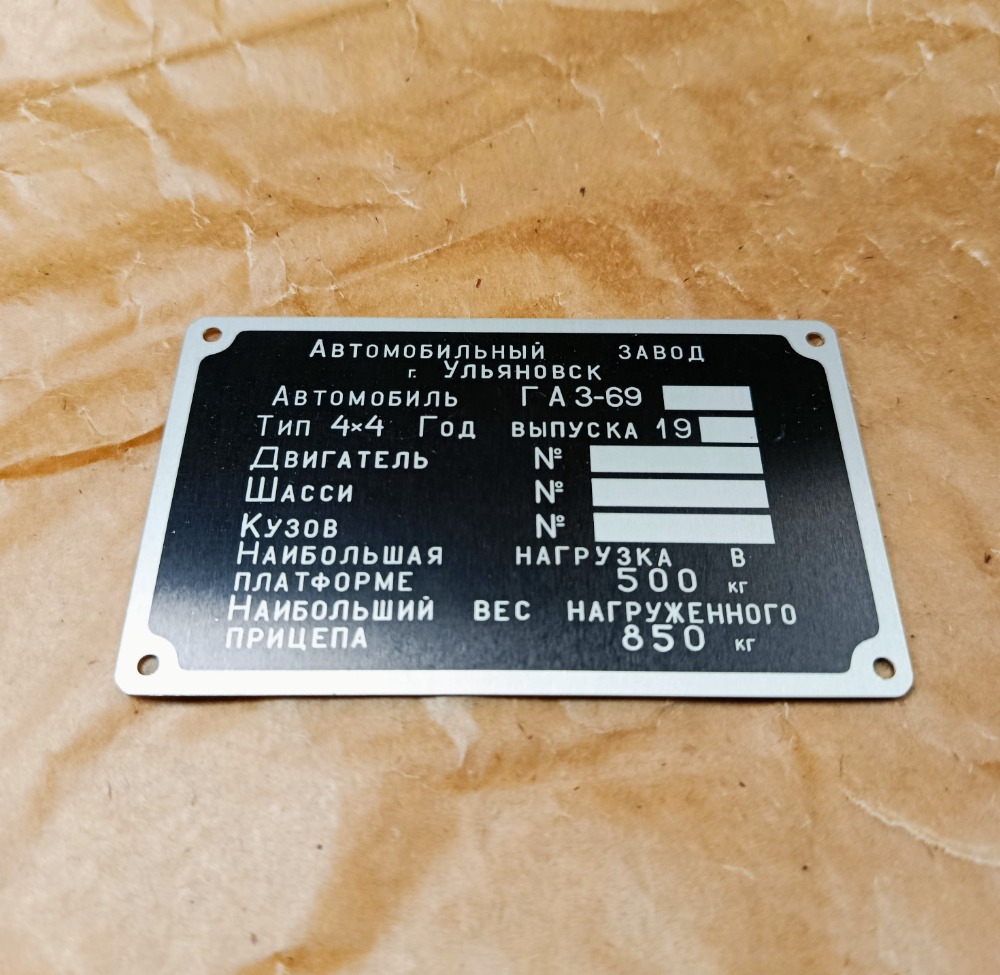 Автомобильный завод
г. Ульяновск
Автомобиль ГАЗ-69
Тип 4×4 Год выпуска 19
Двигатель №
Шасси №
Кузов №
Наибольшая нагрузка в
платформе 500 кг
Наибольший вес нагруженного
прицепа 850 кг